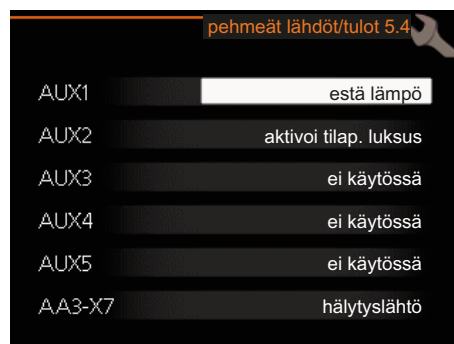 pehmeät lähdöt/tulot 5.4
AUX1 estä lämpö
AUX2 aktivoi tilap. luksus
AUX3 ei käytössä
AUX4 ei käytössä
AUX5 ei käytössä
AA3-X7 hälytyslähtö